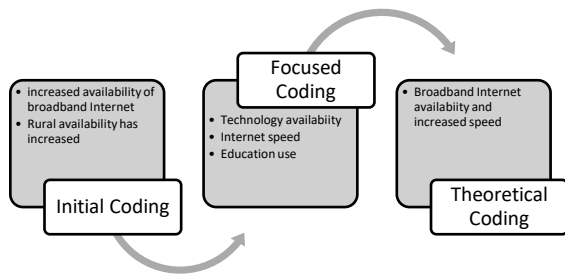 • increased availability of
broadband Internet
• Rural availability has
increased
Initial Coding
Focused
Coding
• Technology availabiity
• Internet speed
• Education use
• Broadband Internet
availabiity and
increased speed
Theoretical
Coding